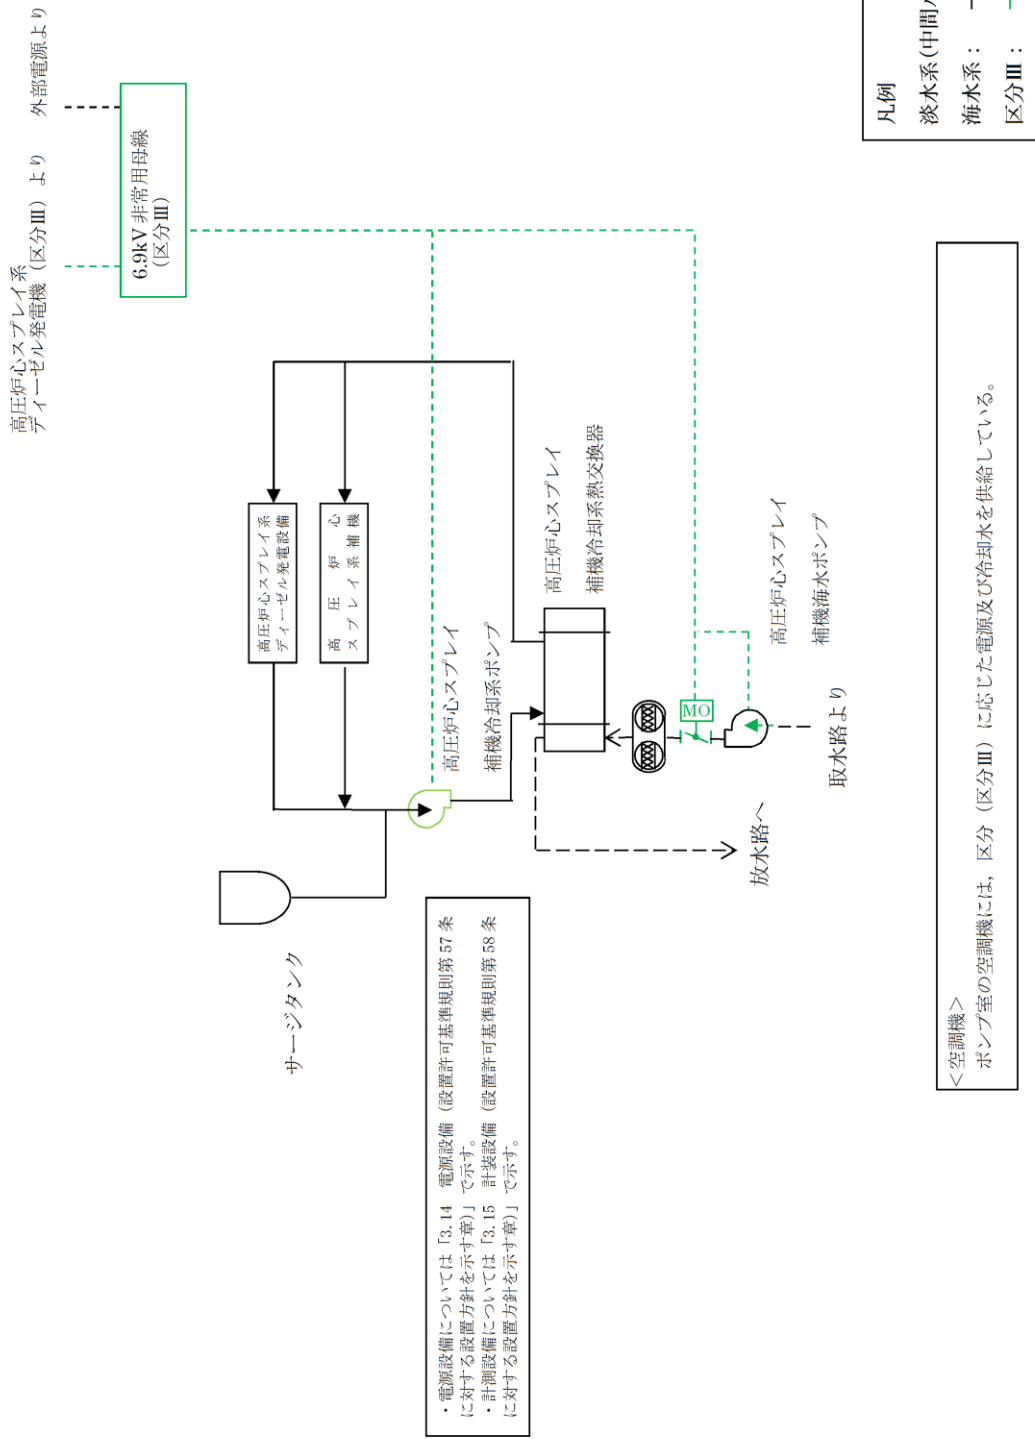 高圧炉心スプレイ系
ディーゼル発電機（区分Ⅲ）より
外部電源より
6.9kV 非常用母線
（区分Ⅲ）
高圧炉心スプレイ系
ディーゼル発電設備
高圧炉心
スプレイ系補機
サージタンク
高圧炉心スプレイ
補機冷却系ポンプ
高圧炉心スプレイ
補機冷却系熱交換器
MO
高圧炉心スプレイ
補機海水ポンプ
取水路より
放水路へ
・電源設備については「3.14　電源設備（設置許可基準規則第57条
に対する設置方針を示す章）」で示す。
・計測設備については「3.15　計装設備（設置許可基準規則第58条
に対する設置方針を示す章）」で示す。
＜空調機＞
ポンプ室の空調機には，区分（区分Ⅲ）に応じた電源及び冷却水を供給している。
凡例
淡水系(中間
海水系：
区分Ⅲ：